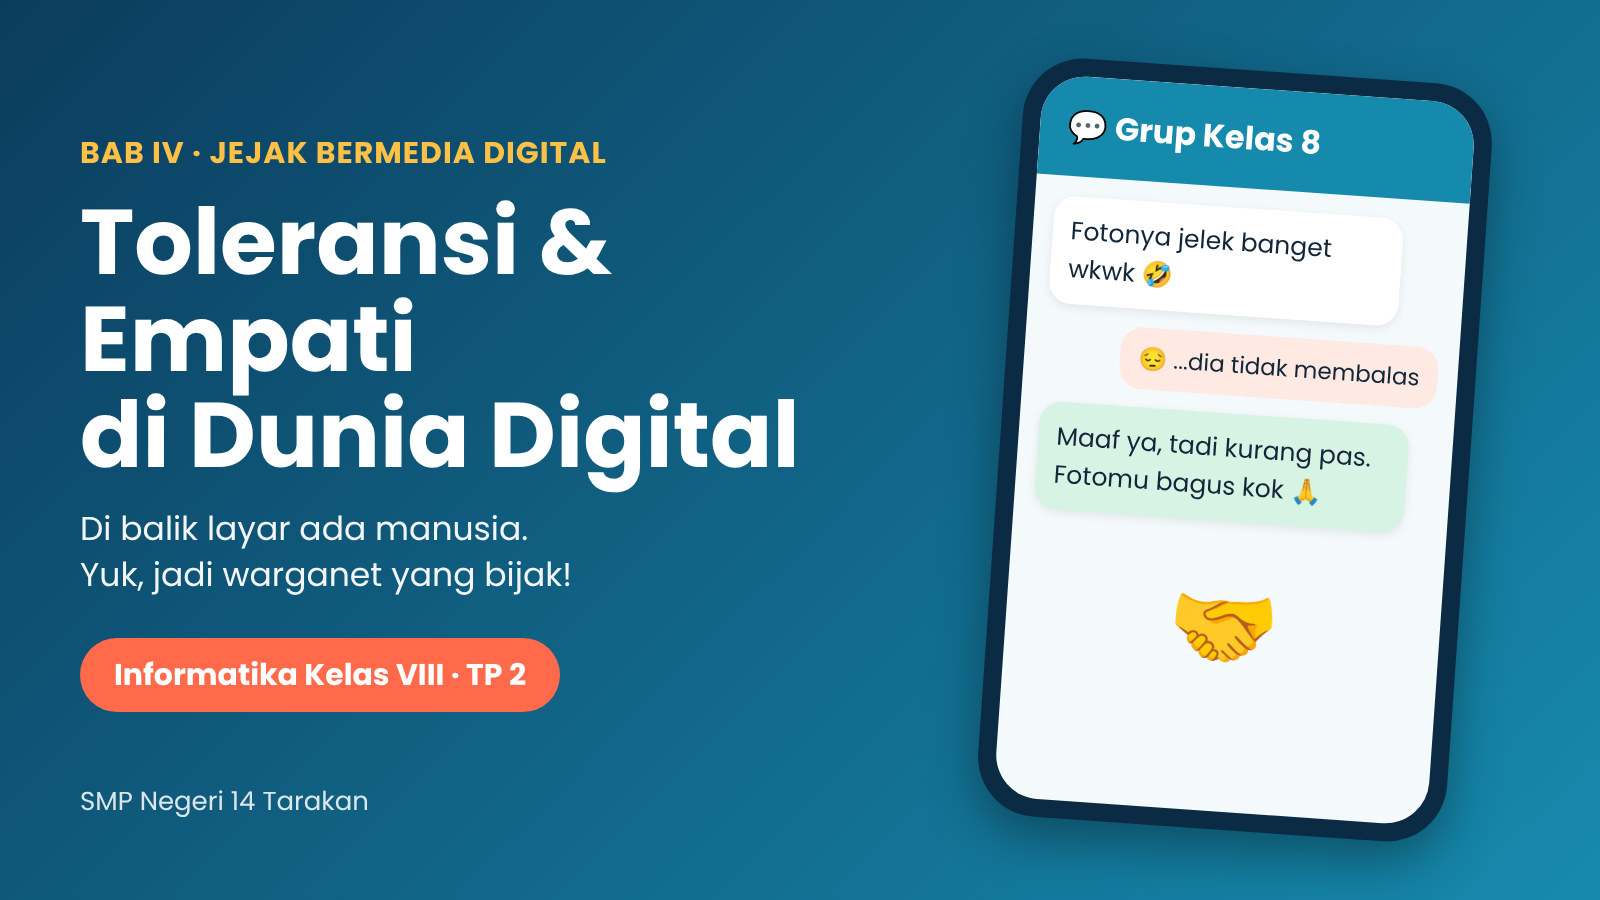 BAB IV · JEJAK BERMEDIA DIGITAL
Toleransi &
Empati
di Dunia Digital
Di balik layar ada manusia.
Yuk, jadi warganet yang bijak!
Informatika Kelas VIII · TP 2
SMP Negeri 14 Tarakan
💬 Grup Kelas 8
Fotonya jelek banget
wkwk 🤣
😔 ...dia tidak membalas
Maaf ya, tadi kurang pas.
Fotomu bagus kok 🙏